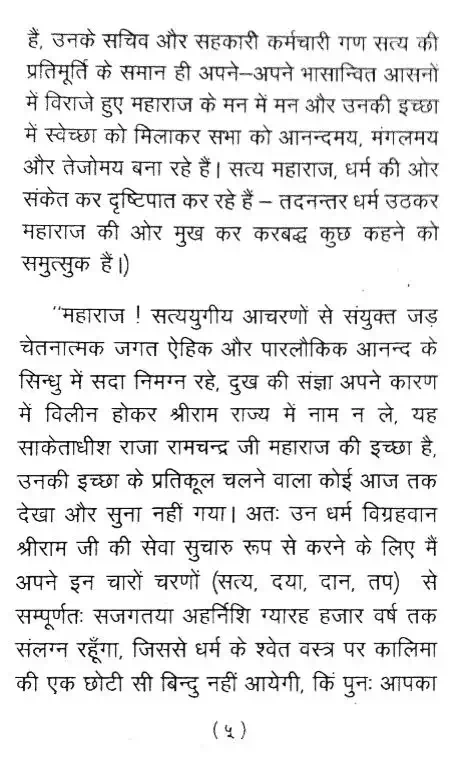 हैं, उनके सचिव और सहकारी कर्मचारी गण सत्य की
प्रतिमूर्ति के समान ही अपने–अपने भासान्वित आसनों
में विराजे हुए महाराज के मन में मन और उनकी इच्छा
में स्वेच्छा को मिलाकर सभा को आनन्दमय, मंगलमय
और तेजोमय बना रहे हैं। सत्य महाराज, धर्म की ओर
संकेत कर दृष्टिपात कर रहे हैं – तदनन्तर धर्म उठकर
महाराज की ओर मुख कर करबद्ध कुछ कहने को
समुत्सुक हैं।)
“महाराज ! सत्ययुगीय आचरणों से संयुक्त जड़
चेतनात्मक जगत ऐहिक और पारलौकिक आनन्द के
सिन्धु में सदा निमग्न रहे, दुख की संज्ञा अपने कारण
में विलीन होकर श्रीराम राज्य में नाम न ले, यह
साकेताधीश राजा रामचन्द्र जी महाराज की इच्छा है,
उनकी इच्छा के प्रतिकूल चलने वाला कोई आज तक
देखा और सुना नहीं गया। अतः उन धर्म विग्रहवान
श्रीराम जी की सेवा सुचारु रूप से करने के लिए मैं
अपने इन चारों चरणों (सत्य, दया, दान, तप) से
सम्पूर्णतः सजगतया अहर्निशि ग्यारह हजार वर्ष तक
संलग्न रहूँगा, जिससे धर्म के श्वेत वस्त्र पर कालिमा
की एक छोटी सी बिन्दु नहीं आयेगी, किं पुनः आपका
(५)